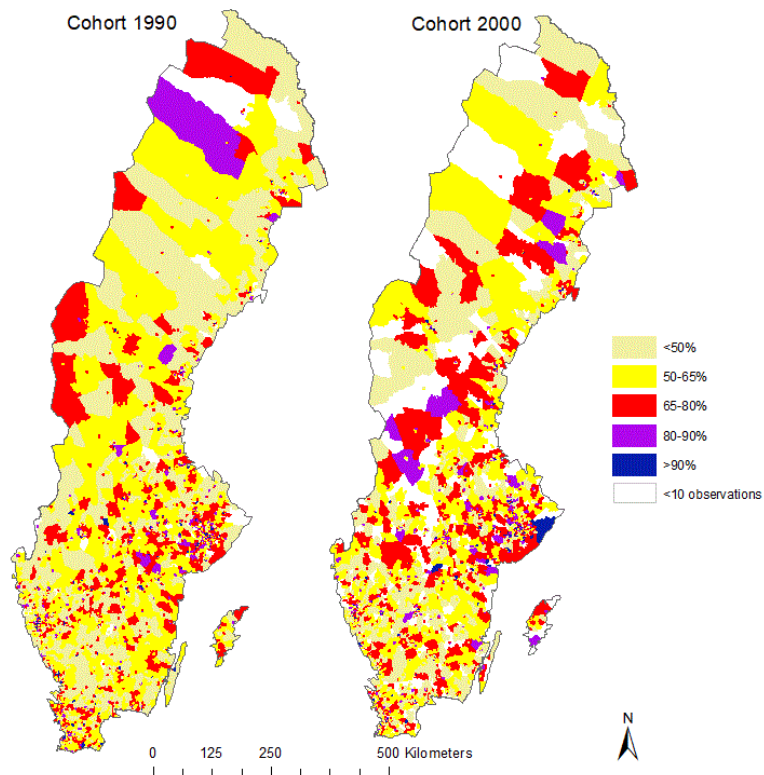 Cohort 1990
Cohort 2000
<50%
50-65%
65-80%
80-90%
>90%
<10 observations
N
0 125 250 500 Kilometers